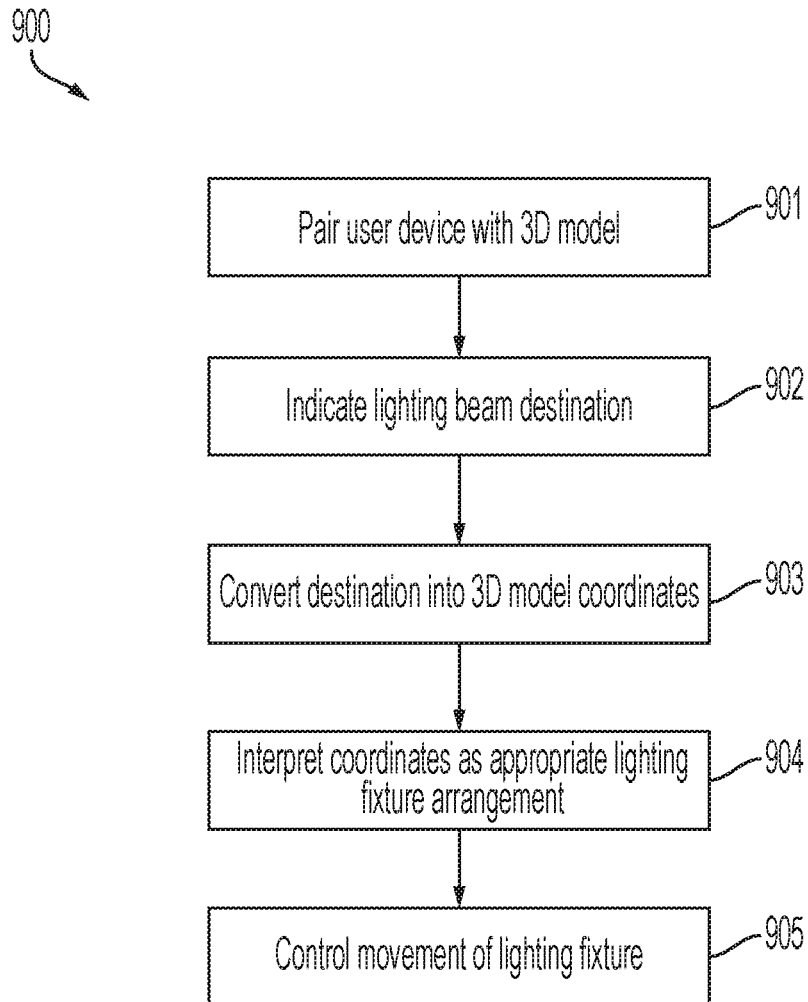 900
Pair user device with 3D model
901
Indicate lighting beam destination
902
Convert destination into 3D model coordinates
903
Interpret coordinates as appropriate lighting
fixture arrangement
904
Control movement of lighting fixture
905